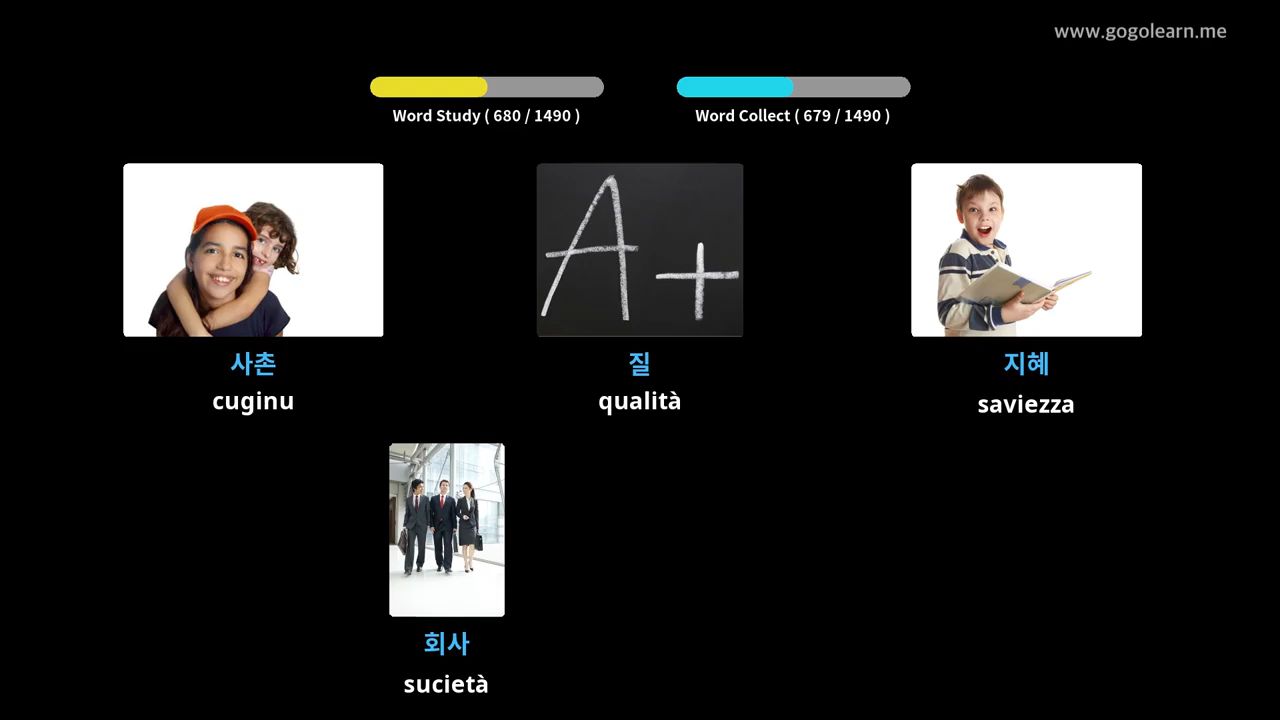 www.gogolearn.me
Word Study ( 680 / 1490 )
Word Collect ( 679 / 1490 )
A+
사촌
cuginu
질
qualità
지혜
saviezza
회사
sucietà